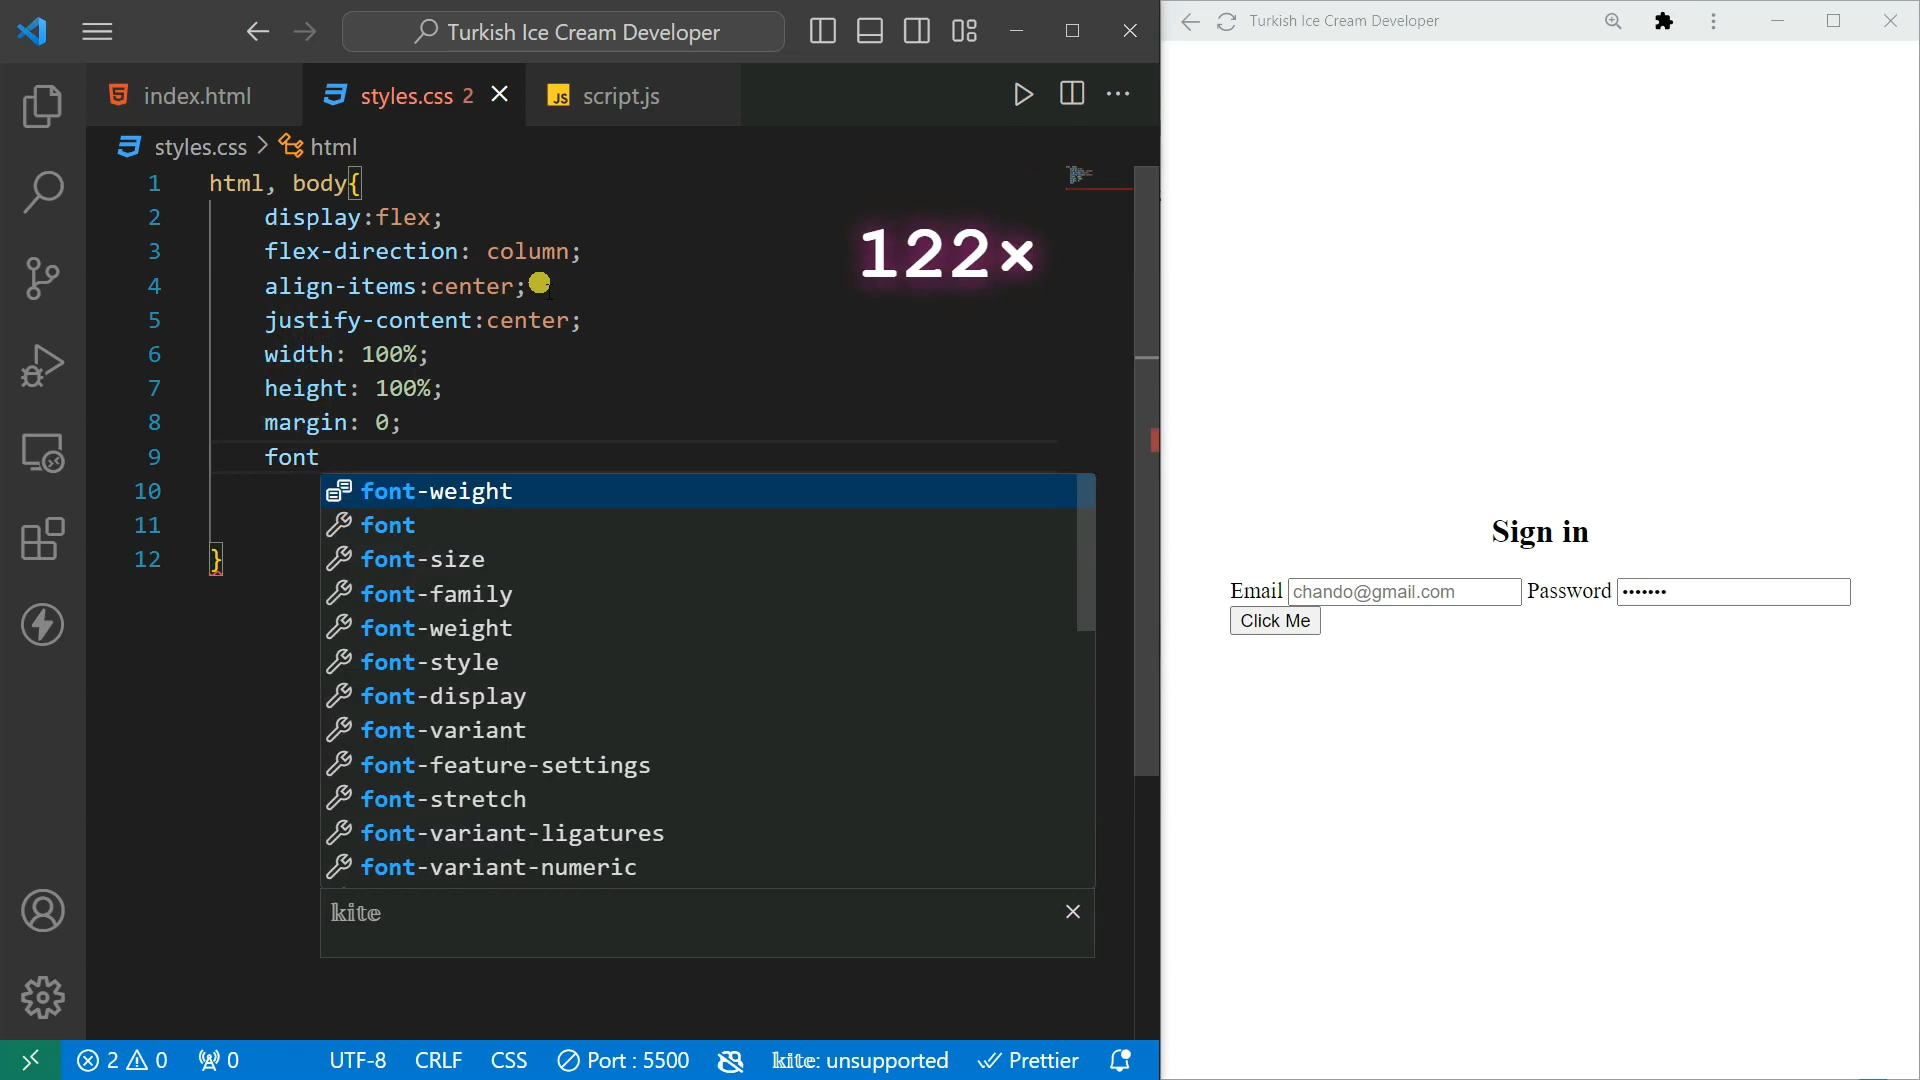 Turkish Ice Cream Developer
index.html
styles.css 2
JS script.js
styles.css > html
1 html, body{
2 display:flex;
3 flex-direction: column;
4 align-items:center;
5 justify-content:center;
6 width: 100%;
7 height: 100%;
8 margin: 0;
9 font
10
11
12 }
122×
font-weight
font
font-size
font-family
font-weight
font-style
font-display
font-variant
font-feature-settings
font-stretch
font-variant-ligatures
font-variant-numeric
kite
2 0 0 UTF-8 CRLF CSS Port : 5500 kite: unsupported Prettier
Turkish Ice Cream Developer
Sign in
Email chando@gmail.com Password •••••••
Click Me